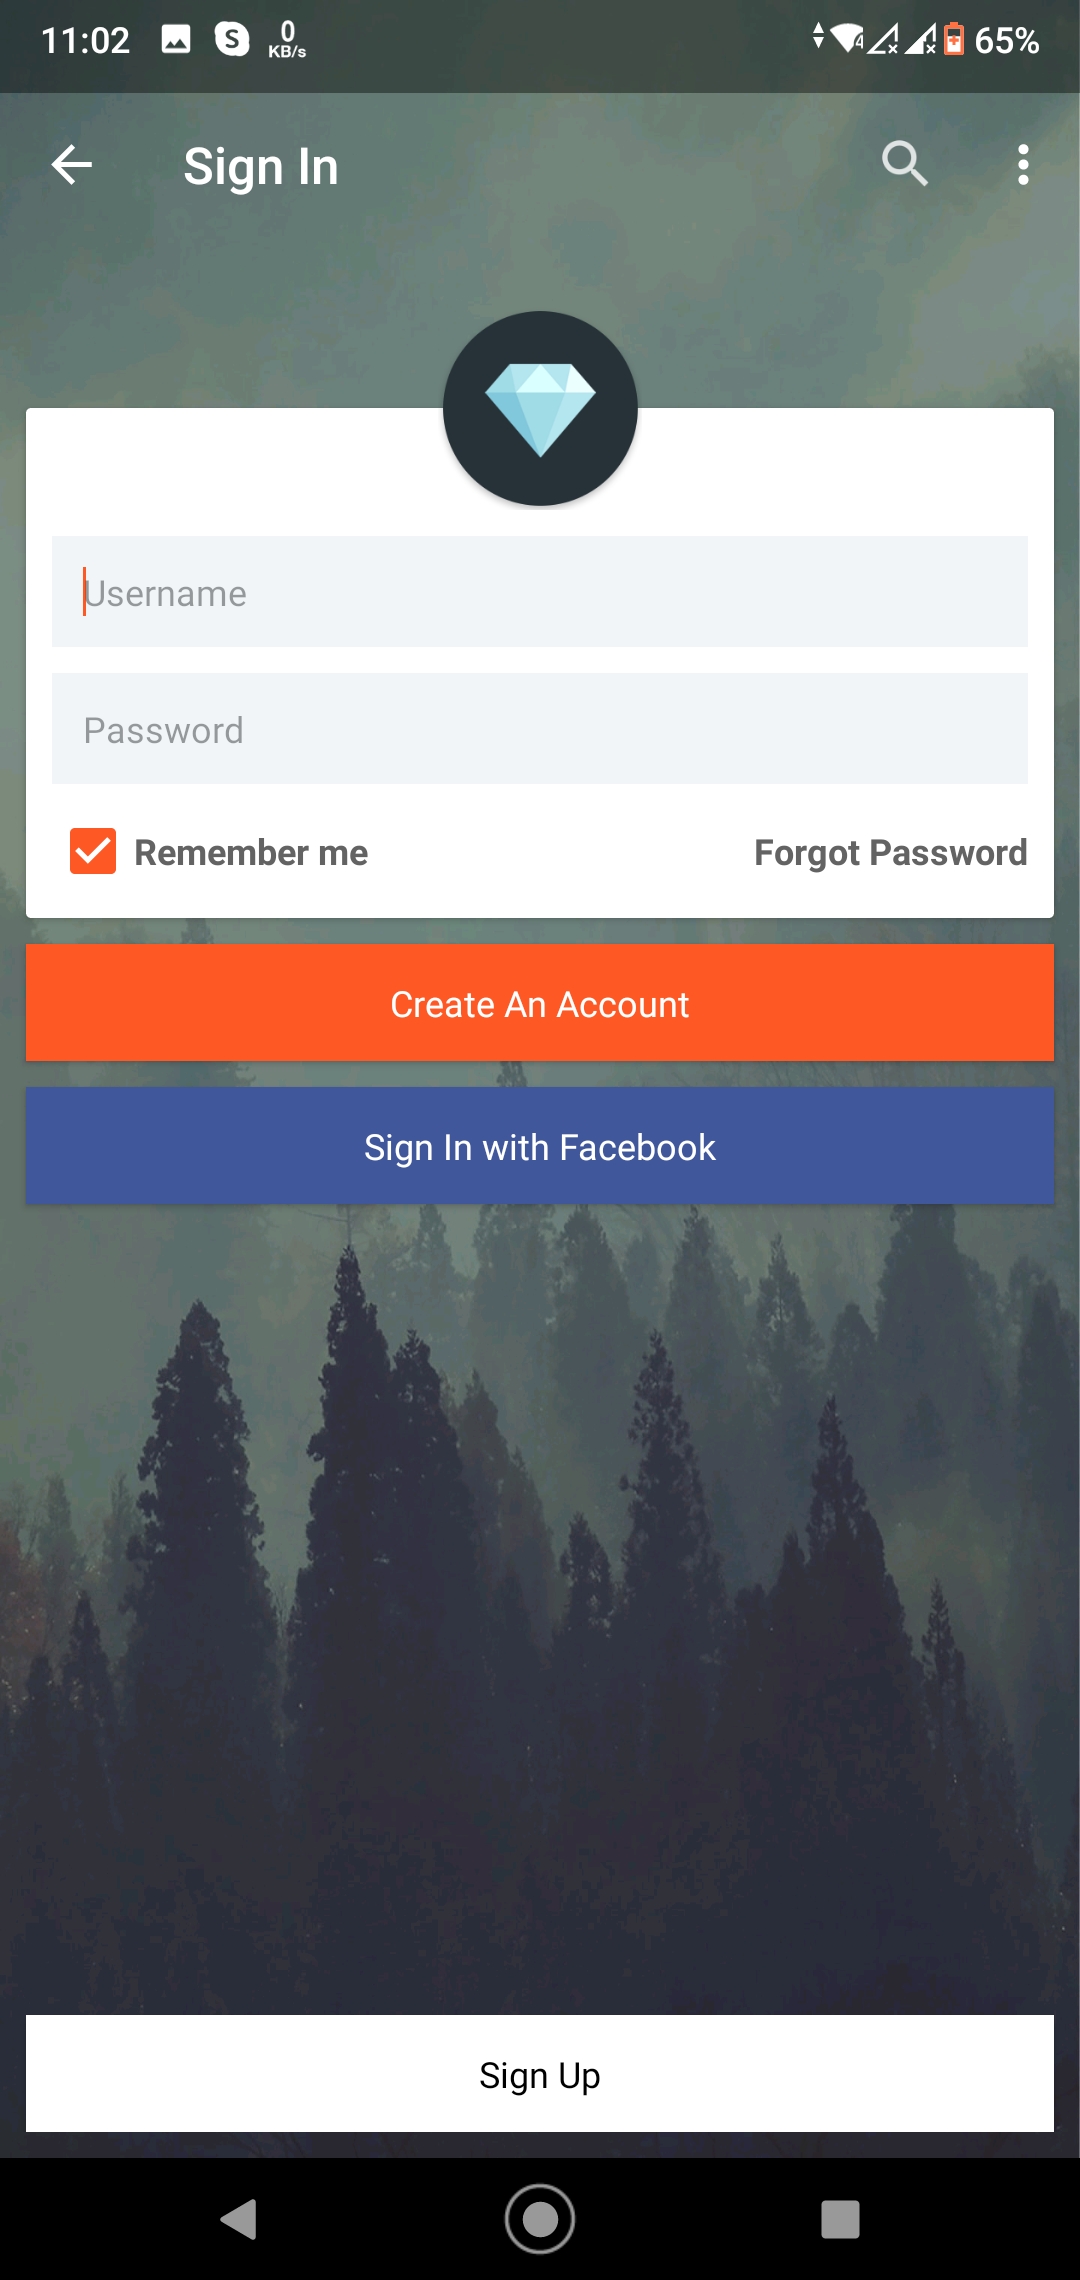 11:02 S 0 KB/s 4 65%
Sign In
Username
Password
Remember me Forgot Password
Create An Account
Sign In with Facebook
Sign Up